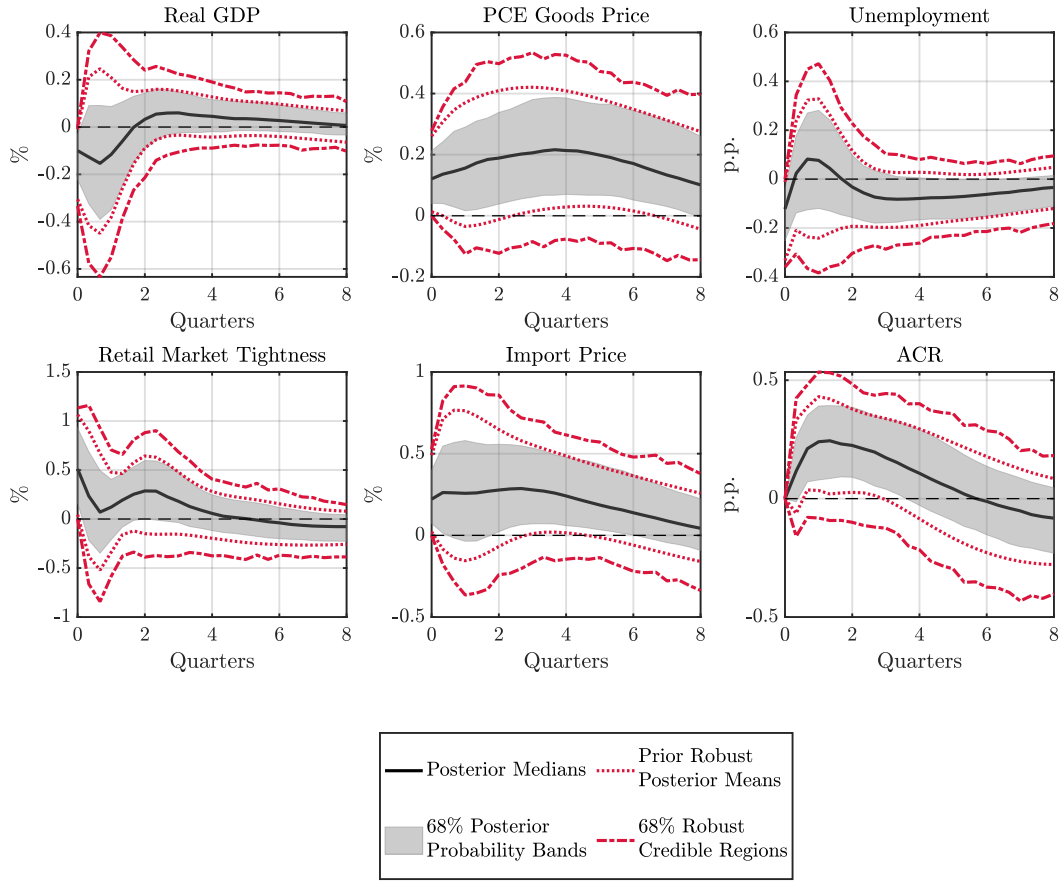 Real GDP
0.4
0.2
0
-0.2
-0.4
-0.6
%
0 2 4 6 8
Quarters
PCE Goods Price
0.6
0.4
0.2
0
-0.2
%
0 2 4 6 8
Quarters
Unemployment
0.6
0.4
0.2
0
-0.2
-0.4
p.p.
0 2 4 6 8
Quarters
Retail Market Tightness
1.5
1
0.5
0
-0.5
-1
%
0 2 4 6 8
Quarters
Import Price
1
0.5
0
-0.5
%
0 2 4 6 8
Quarters
ACR
0.5
0
-0.5
p.p.
0 2 4 6 8
Quarters
Posterior Medians
Prior Robust
Posterior Means
68% Posterior
Probability Bands
68% Robust
Credible Regions